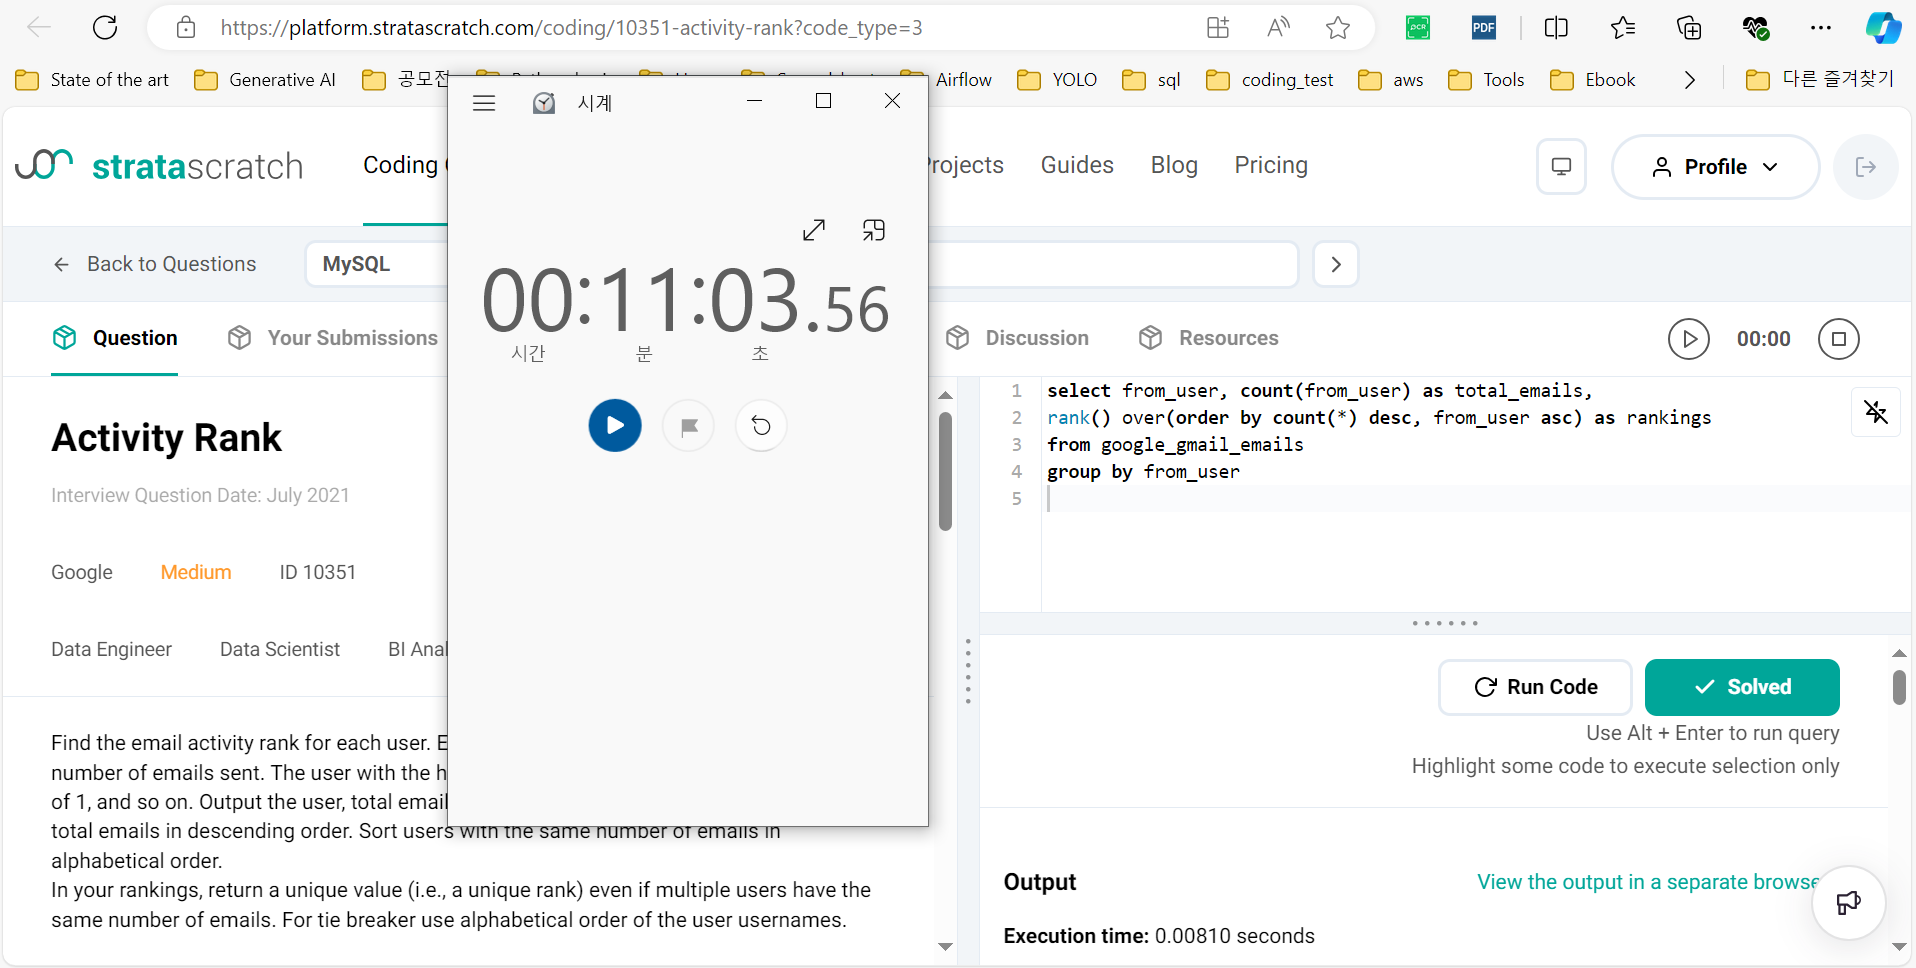 https://platform.stratascratch.com/coding/10351-activity-rank?code_type=3
OCR
PDF
State of the art
Generative AI
공모전
Airflow
YOLO
sql
coding_test
aws
Tools
Ebook
다른 즐겨찾기
시계
stratascratch
Coding
Projects
Guides
Blog
Pricing
Profile
Back to Questions
MySQL
00:11:03.56
시간 분 초
Question
Your Submissions
Discussion
Resources
00:00
Activity Rank
Interview Question Date: July 2021
Google Medium ID 10351
Data Engineer Data Scientist BI Anal
Find the email activity rank for each user. E
number of emails sent. The user with the h
of 1, and so on. Output the user, total email
total emails in descending order. Sort users with the same number of emails in
alphabetical order.
In your rankings, return a unique value (i.e., a unique rank) even if multiple users have the
same number of emails. For tie breaker use alphabetical order of the user usernames.
1 select from_user, count(from_user) as total_emails,
2 rank() over(order by count(*) desc, from_user asc) as rankings
3 from google_gmail_emails
4 group by from_user
5
Run Code
Solved
Use Alt + Enter to run query
Highlight some code to execute selection only
Output
View the output in a separate browse
Execution time: 0.00810 seconds